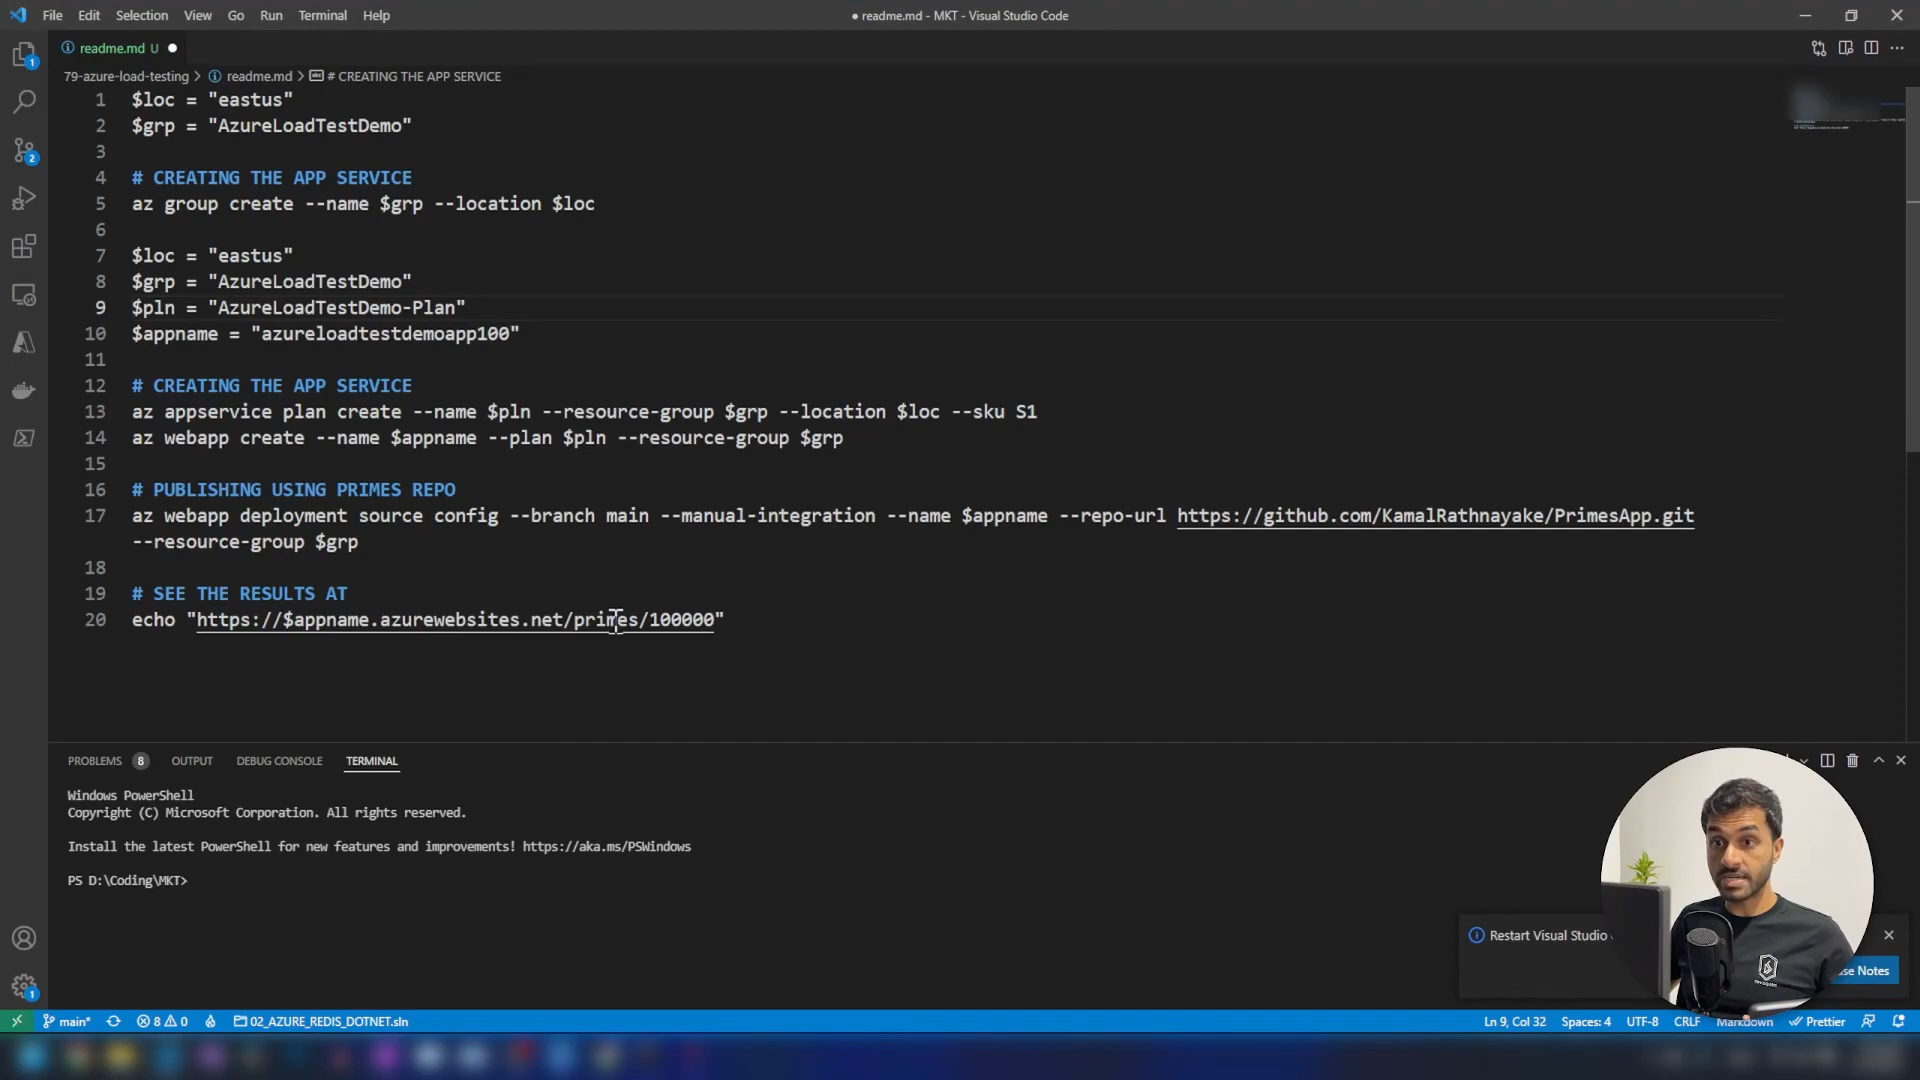 File Edit Selection View Go Run Terminal Help
● readme.md - MKT - Visual Studio Code
readme.md U
79-azure-load-testing > readme.md > # CREATING THE APP SERVICE
1 $loc = "eastus"
2 $grp = "AzureLoadTestDemo"
3
4 # CREATING THE APP SERVICE
5 az group create --name $grp --location $loc
6
7 $loc = "eastus"
8 $grp = "AzureLoadTestDemo"
9 $pln = "AzureLoadTestDemo-Plan"
10 $appname = "azureloadtestdemoapp100"
11
12 # CREATING THE APP SERVICE
13 az appservice plan create --name $pln --resource-group $grp --location $loc --sku S1
14 az webapp create --name $appname --plan $pln --resource-group $grp
15
16 # PUBLISHING USING PRIMES REPO
17 az webapp deployment source config --branch main --manual-integration --name $appname --repo-url https://github.com/KamalRathnayake/PrimesApp.git
--resource-group $grp
18
19 # SEE THE RESULTS AT
20 echo "https://$appname.azurewebsites.net/primes/100000"
PROBLEMS 8 OUTPUT DEBUG CONSOLE TERMINAL
Windows PowerShell
Copyright (C) Microsoft Corporation. All rights reserved.
Install the latest PowerShell for new features and improvements! https://aka.ms/PSWindows
PS D:\Coding\MKT>
Restart Visual Studio
Notes
main* 8 0 02_AZURE_REDIS_DOTNET.sln
Ln 9, Col 32 Spaces: 4 UTF-8 CRLF Markdown Prettier